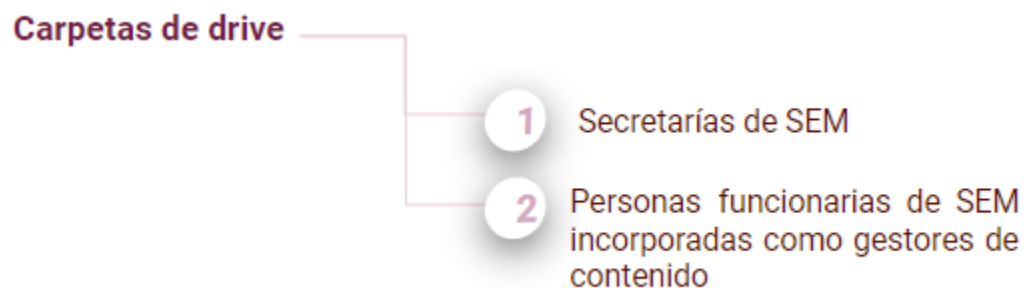 Carpetas de drive
1
Secretarías de SEM
2
Personas funcionarias de SEM
incorporadas como gestores de
contenido